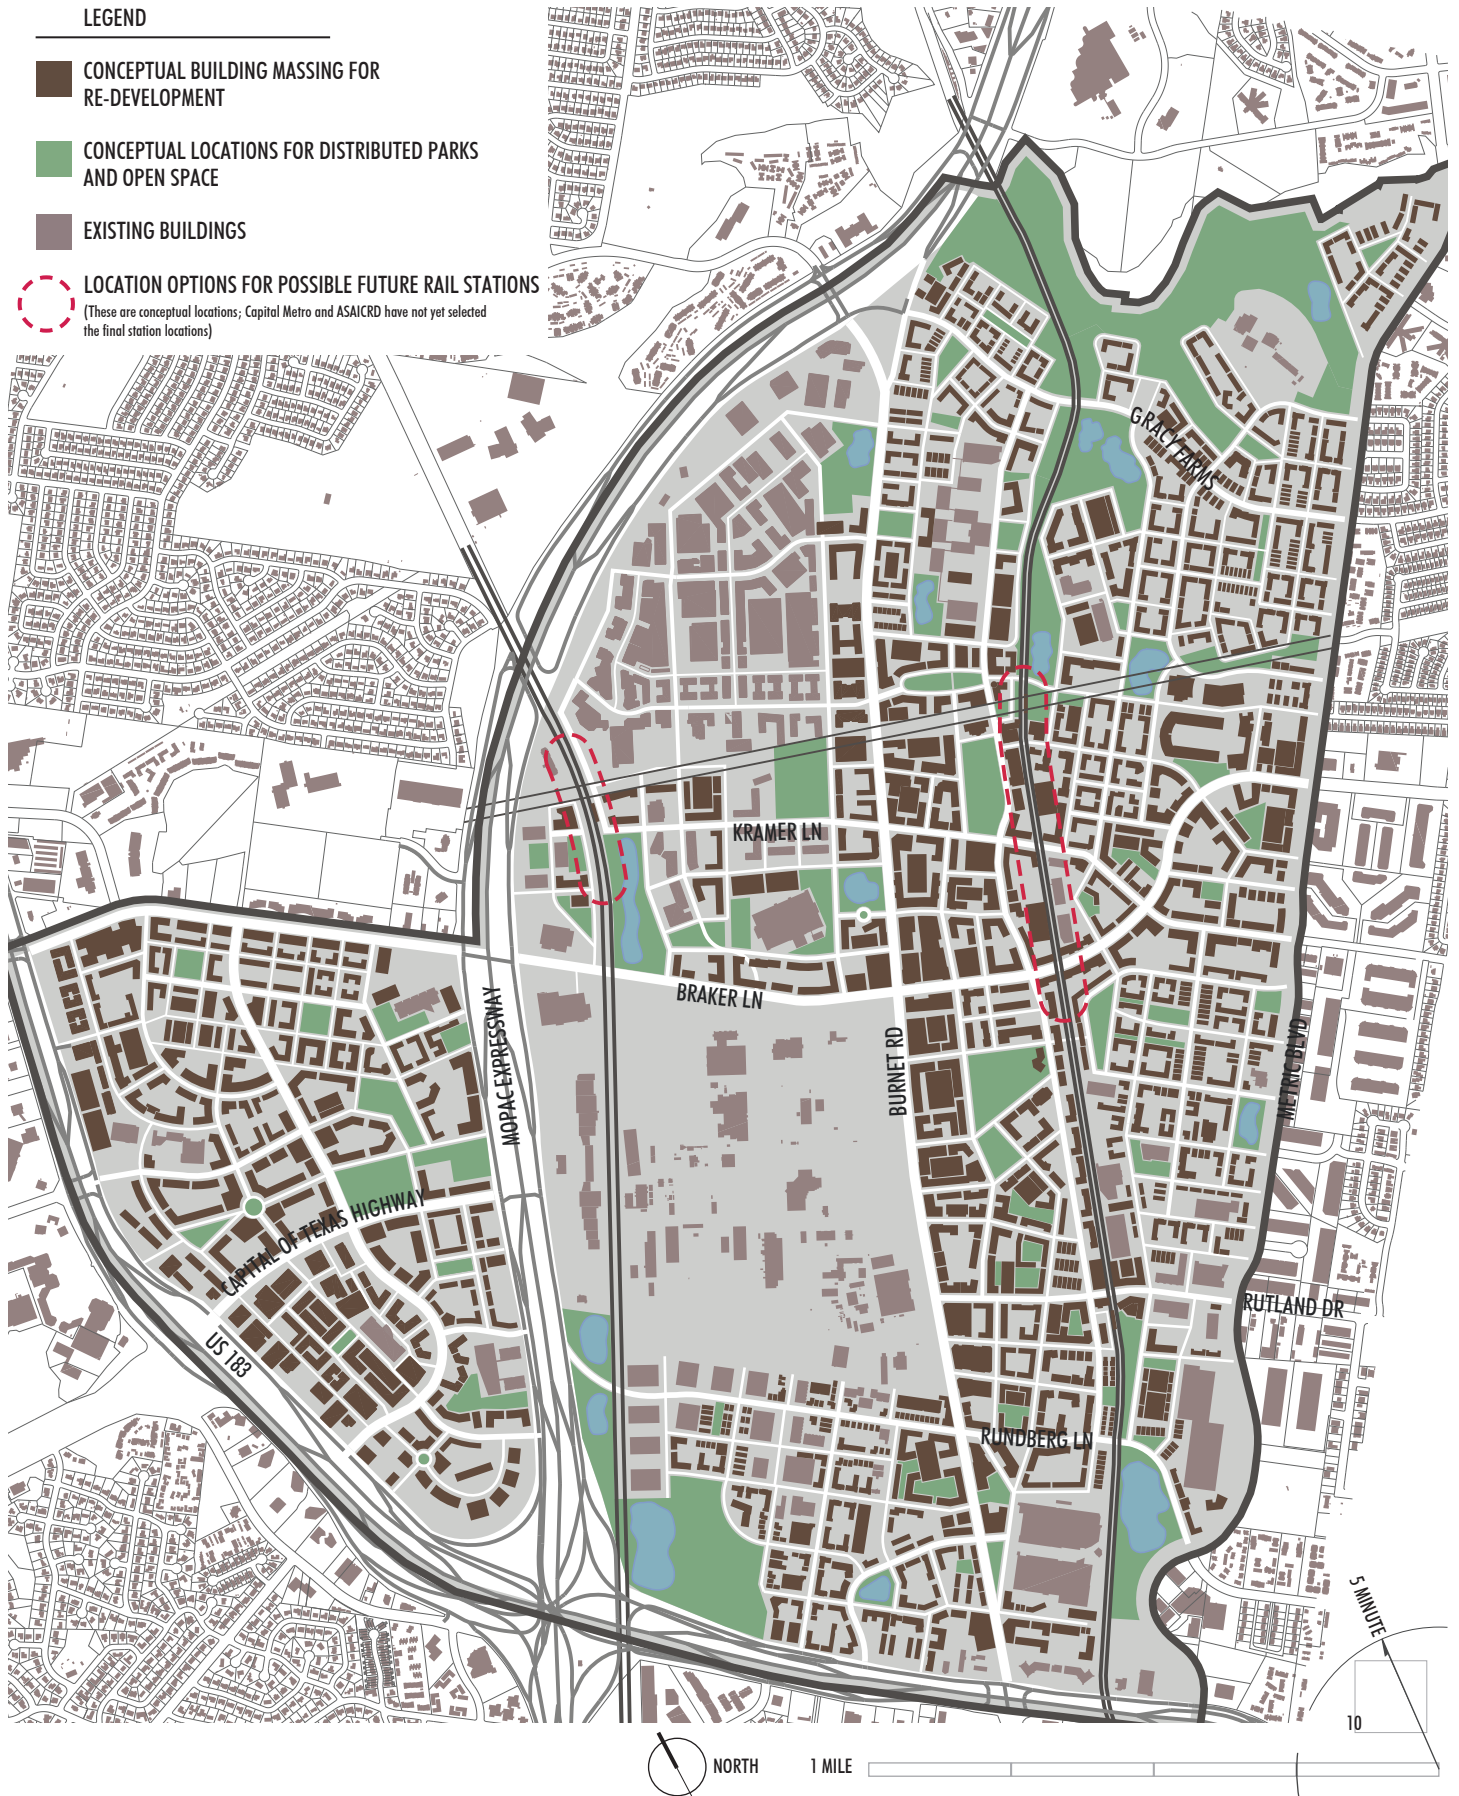 LEGEND
CONCEPTUAL BUILDING MASSING FOR
RE-DEVELOPMENT
CONCEPTUAL LOCATIONS FOR DISTRIBUTED PARKS
AND OPEN SPACE
EXISTING BUILDINGS
LOCATION OPTIONS FOR POSSIBLE FUTURE RAIL STATIONS
(These are conceptual locations; Capital Metro and ASAICRD have not yet selected
the final station locations)
GRACY FARMS
KRAMER LN
BRAKER LN
MOPAC EXPRESSWAY
BURNET RD
METRIC BLVD
CAPITAL OF TEXAS HIGHWAY
US 183
RUTLAND DR
RUNDBERG LN
5 MINUTE
10
NORTH
1 MILE